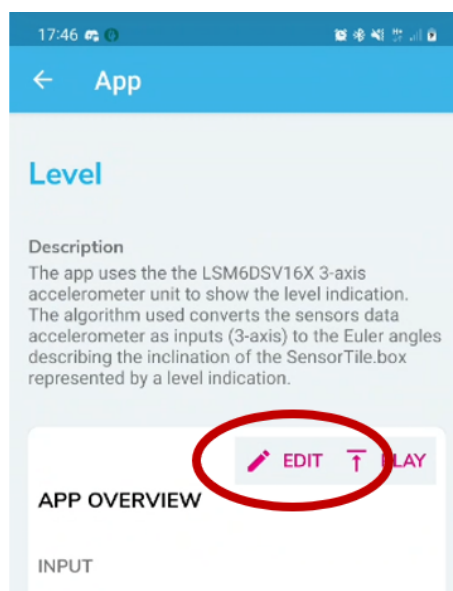 17:46
App
Level
Description
The app uses the the LSM6DSV16X 3-axis
accelerometer unit to show the level indication.
The algorithm used converts the sensors data
accelerometer as inputs (3-axis) to the Euler angles
describing the inclination of the SensorTile.box
represented by a level indication.
EDIT PLAY
APP OVERVIEW
INPUT